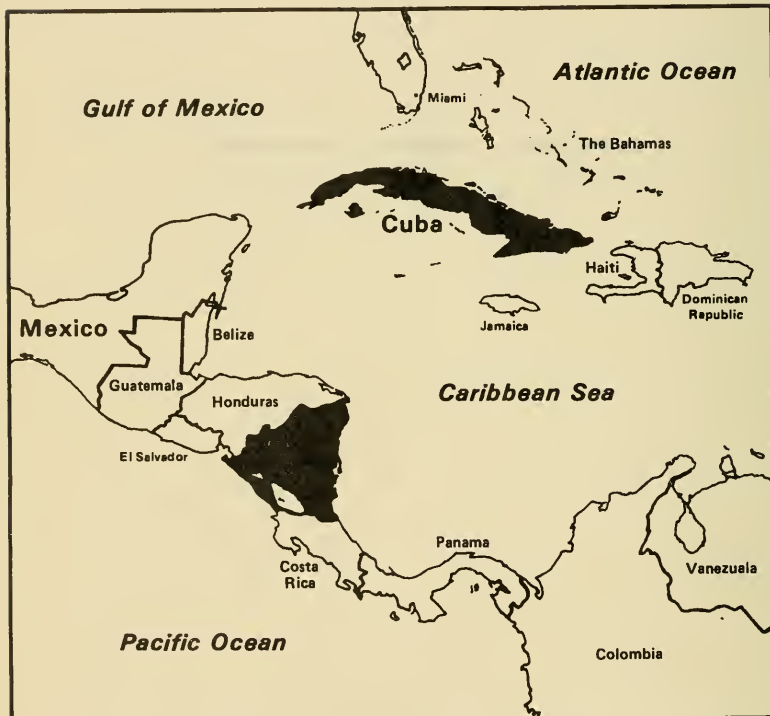 Atlantic Ocean
Gulf of Mexico
Miami
The Bahamas
Cuba
Haiti
Dominican
Republic
Jamaica
Mexico
Belize
Guatemala
Honduras
Caribbean Sea
El Salvador
Panama
Costa
Rica
Vanezuala
Pacific Ocean
Colombia